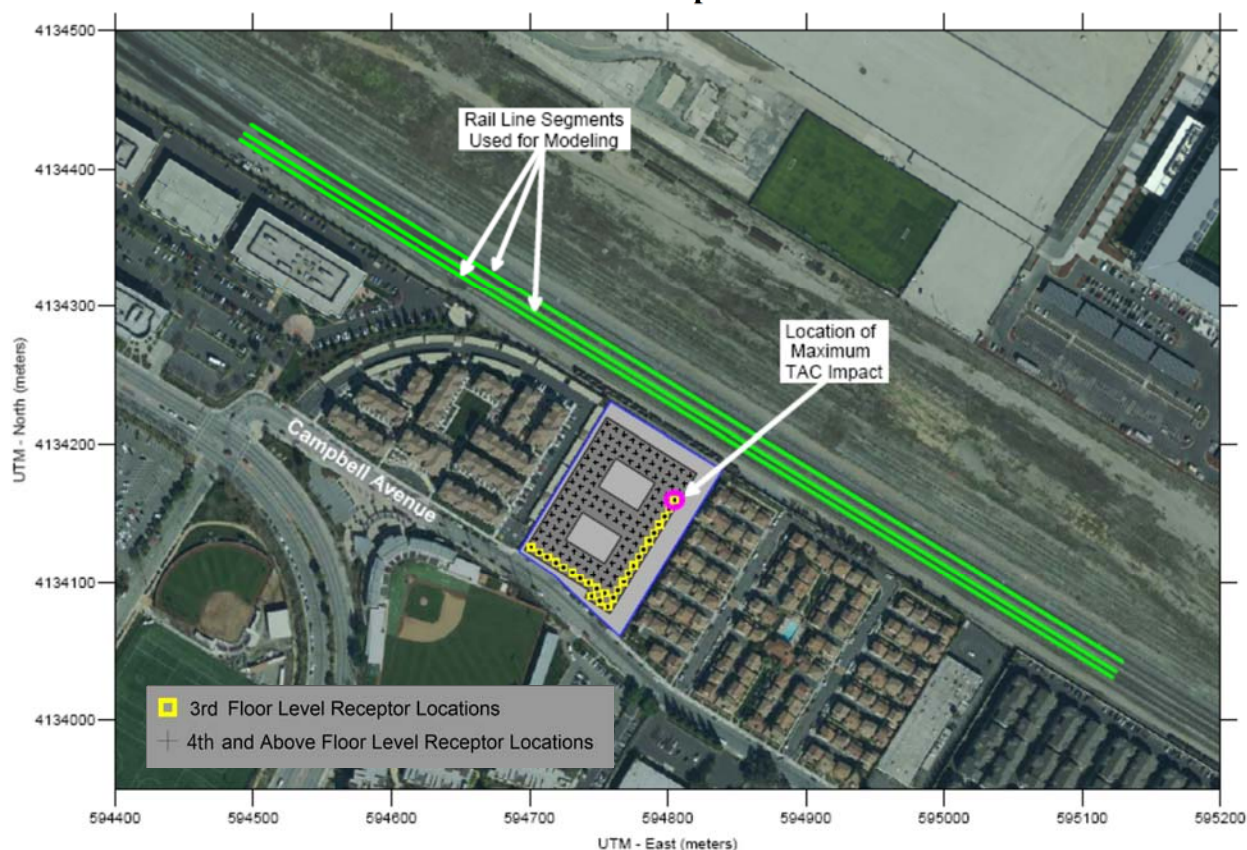 4134500
4134400
4134300
4134200
4134100
4134000
UTM - North (meters)
Rail Line Segments
Used for Modeling
Location of
Maximum
TAC Impact
Campbell Avenue
3rd Floor Level Receptor Locations
4th and Above Floor Level Receptor Locations
594400
594500
594600
594700
594800
594900
595000
595100
595200
UTM - East (meters)